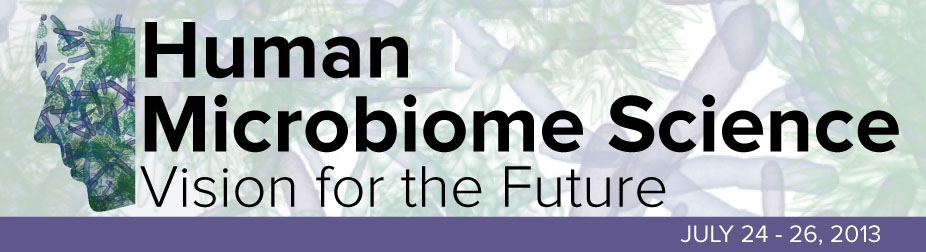 Human
Microbiome Science
Vision for the Future
JULY 24 - 26, 2013